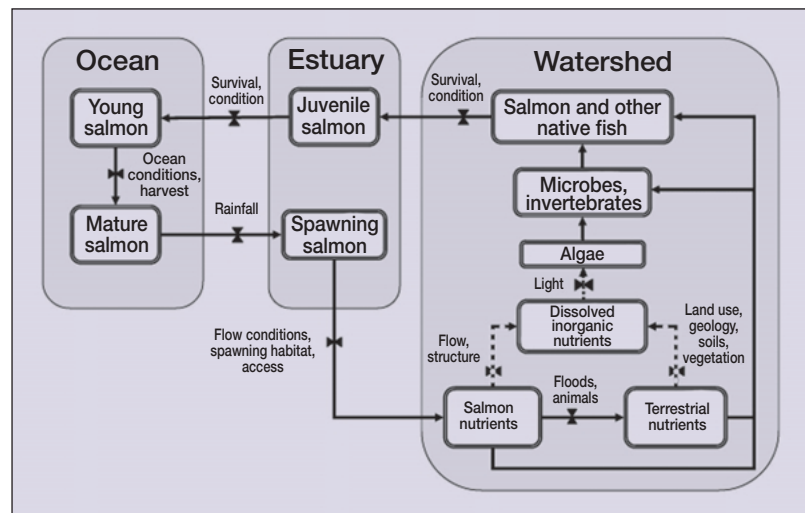 Ocean
Estuary
Watershed
Young
salmon
Survival,
condition
Juvenile
salmon
Survival,
condition
Salmon and other
native fish
Ocean
conditions,
harvest
Microbes,
invertebrates
Mature
salmon
Rainfall
Spawning
salmon
Algae
Light
Dissolved
inorganic
nutrients
Flow conditions,
spawning habitat,
access
Flow,
structure
Land use,
geology,
soils,
vegetation
Floods,
animals
Salmon
nutrients
Terrestrial
nutrients